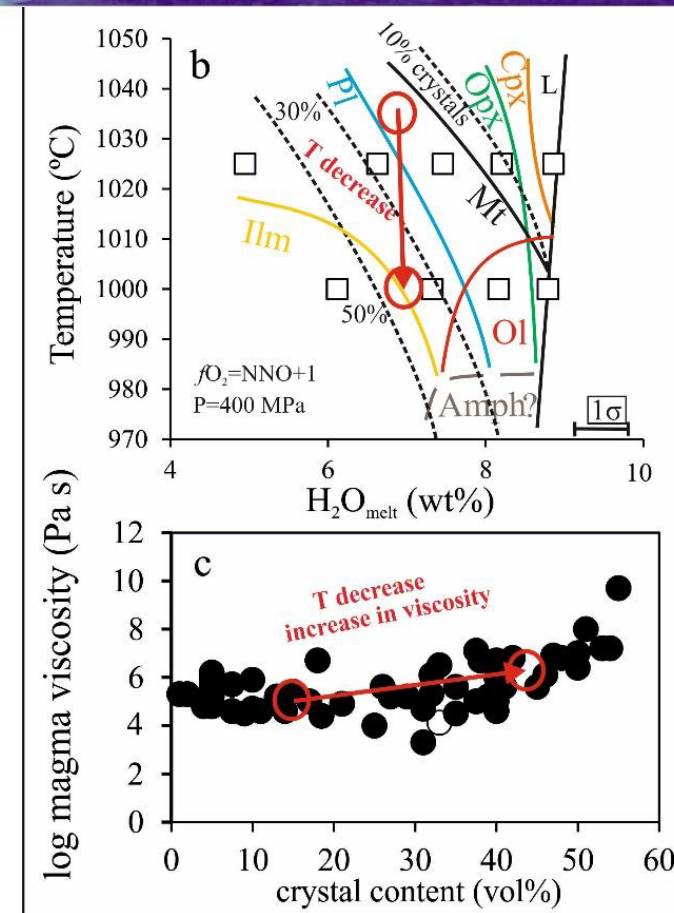 b
Temperature (ºC)
1050
1040
1030
1020
1010
1000
990
980
970
10% crystals
30%
50%
Pl
T decrease
Mt
Opx
Cpx
L
Ilm
Ol
Amph?
fO₂=NNO+1
P=400 MPa
1σ
4
6
8
10
H₂Oₘₑₗₜ (wt%)
c
log magma viscosity (Pa s)
12
10
8
6
4
2
0
T decrease
increase in viscosity
0
10
20
30
40
50
60
crystal content (vol%)